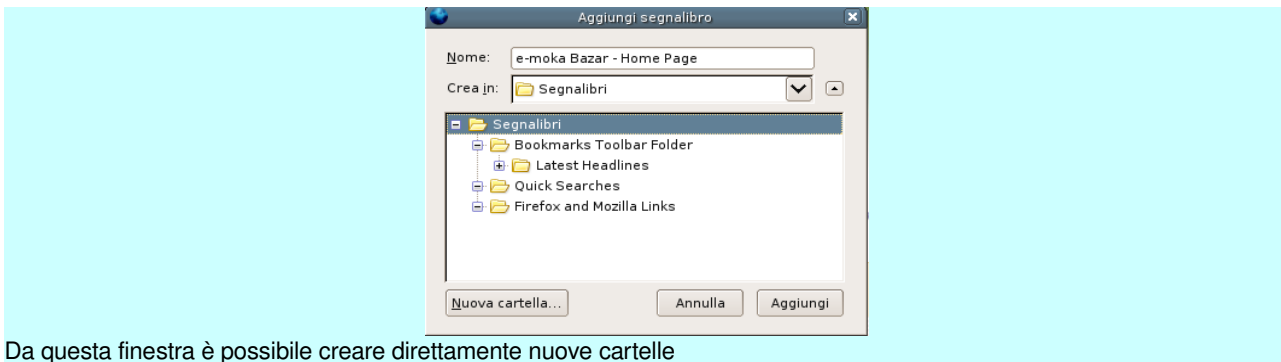 Aggiungi segnalibro
Nome: e-moka Bazar - Home Page
Crea in: Segnalibri
Segnalibri
Bookmarks Toolbar Folder
Latest Headlines
Quick Searches
Firefox and Mozilla Links
Nuova cartella... Annulla Aggiungi
Da questa finestra è possibile creare direttamente nuove cartelle